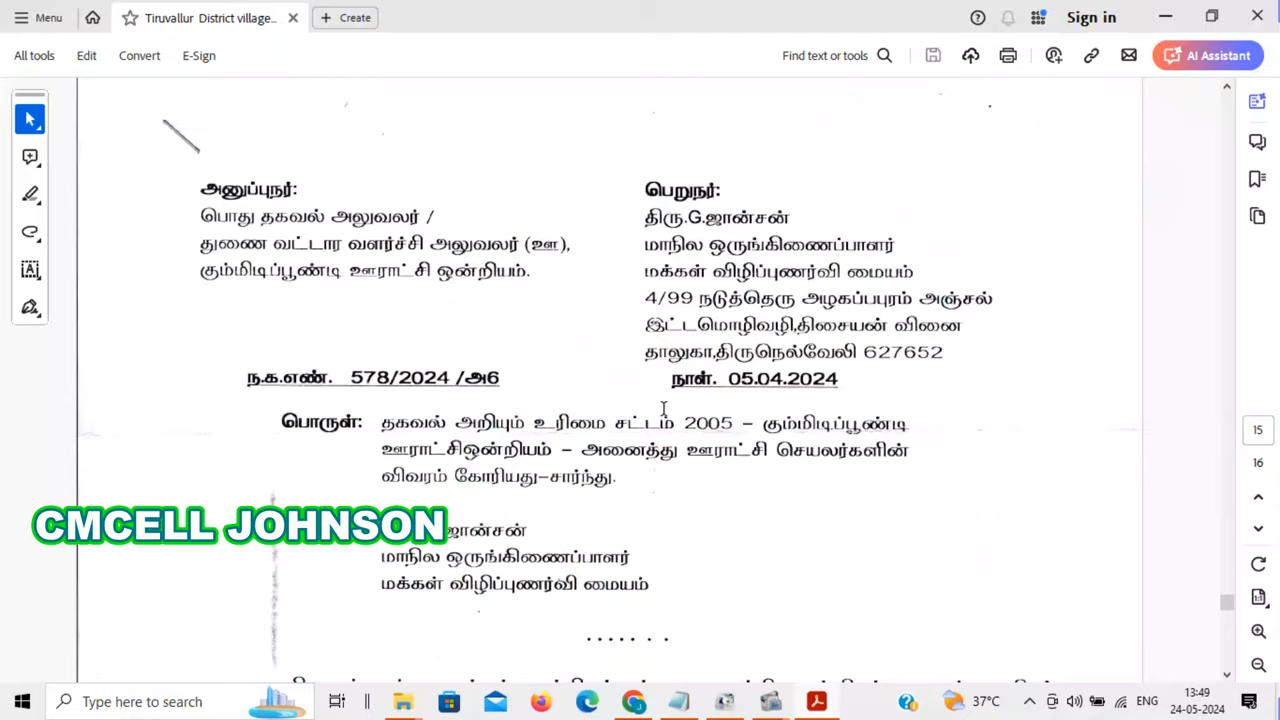 Menu
Tiruvallur District village...
Create
Sign in
All tools
Edit
Convert
E-Sign
Find text or tools
AI Assistant
அனுப்புநர்:
பொது தகவல் அலுவலர் /
துணை வட்டார வளர்ச்சி அலுவலர் (ஊ),
கும்மிடிப்பூண்டி ஊராட்சி ஒன்றியம்.
பெறுநர்:
திரு.G.ஜான்சன்
மாநில ஒருங்கிணைப்பாளர்
மக்கள் விழிப்புணர்வி மையம்
4/99 நடுத்தெரு அழகப்பபுரம் அஞ்சல்
இட்டமொழிவழி,திசையன் வினை
தாலுகா,திருநெல்வேலி 627652
ந.க.எண். 578/2024 /அ6
நாள். 05.04.2024
பொருள்: தகவல் அறியும் உரிமை சட்டம் 2005 – கும்மிடிப்பூண்டி
ஊராட்சிஒன்றியம் – அனைத்து ஊராட்சி செயலர்களின்
விவரம் கோரியது–சார்ந்து.
CMCELL JOHNSON
ஜான்சன்
மாநில ஒருங்கிணைப்பாளர்
மக்கள் விழிப்புணர்வி மையம்
.......
15
16
Type here to search
37°C
ENG
13:49
24-05-2024